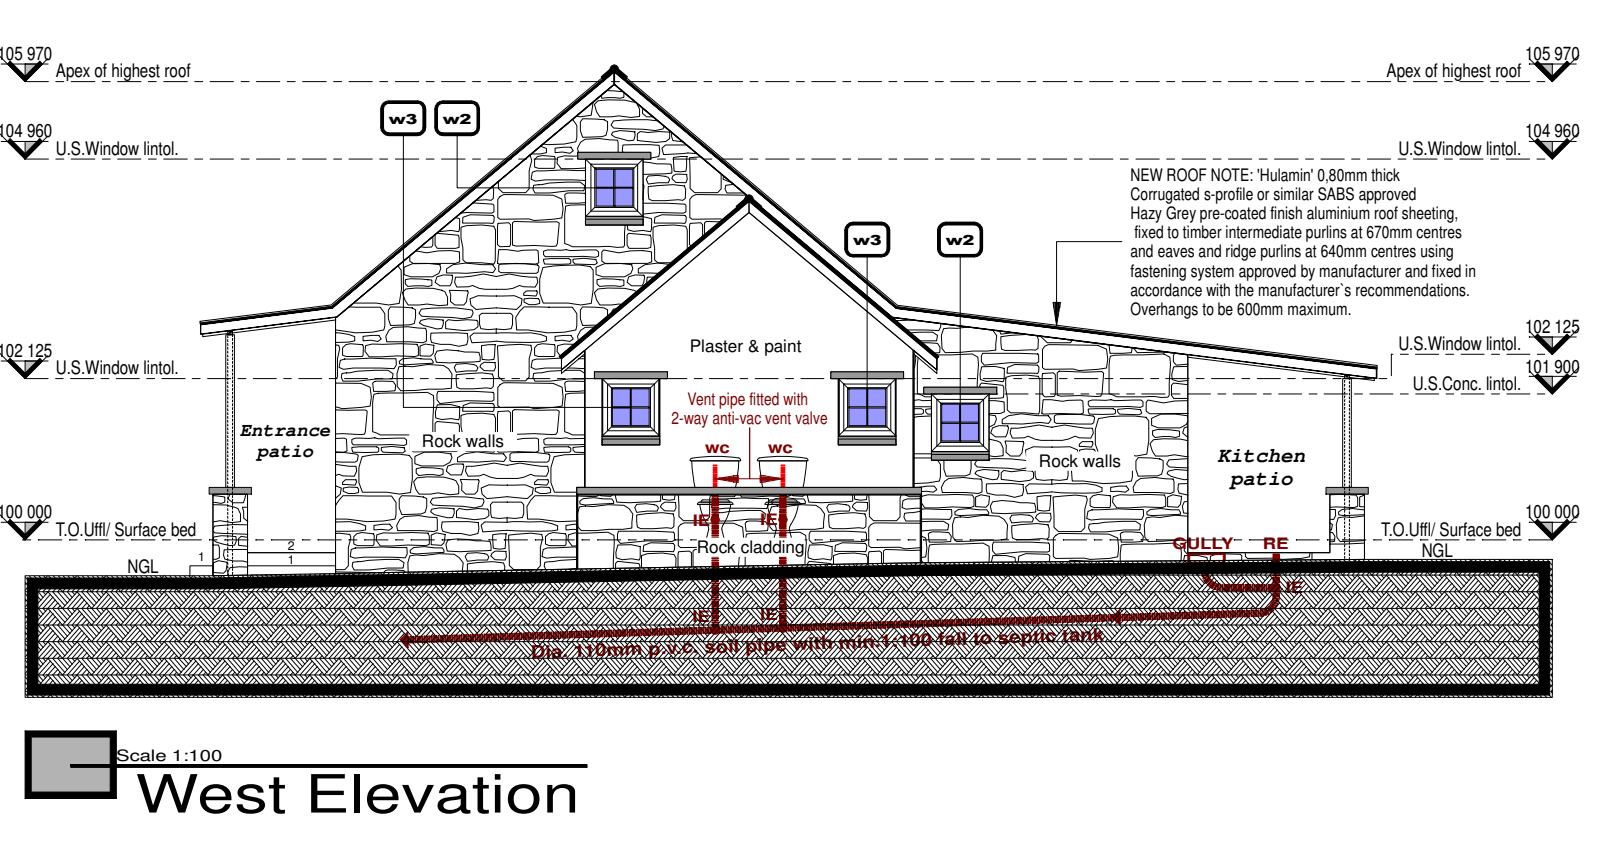 105 970
Apex of highest roof
Apex of highest roof
105 970
w3
w2
104 960
U.S.Window lintol.
U.S.Window lintol.
104 960
NEW ROOF NOTE: 'Hulamin' 0,80mm thick
Corrugated s-profile or similar SABS approved
Hazy Grey pre-coated finish aluminium roof sheeting,
fixed to timber intermediate purlins at 670mm centres
and eaves and ridge purlins at 640mm centres using
fastening system approved by manufacturer and fixed in
accordance with the manufacturer`s recommendations.
Overhangs to be 600mm maximum.
w3
w2
102 125
U.S.Window lintol.
Plaster & paint
U.S.Window lintol.
102 125
U.S.Conc. lintol.
101 900
Vent pipe fitted with
2-way anti-vac vent valve
Entrance
patio
Rock walls
wc
wc
Rock walls
Kitchen
patio
100 000
T.O.Uffl/ Surface bed
IE
IE
T.O.Uffl/ Surface bed
100 000
Rock cladding
GULLY
RE
NGL
NGL
1
2
1
IE
IE
IE
Dia. 110mm p.v.c. soil pipe with min.1:100 fall to septic tank
Scale 1:100
West Elevation